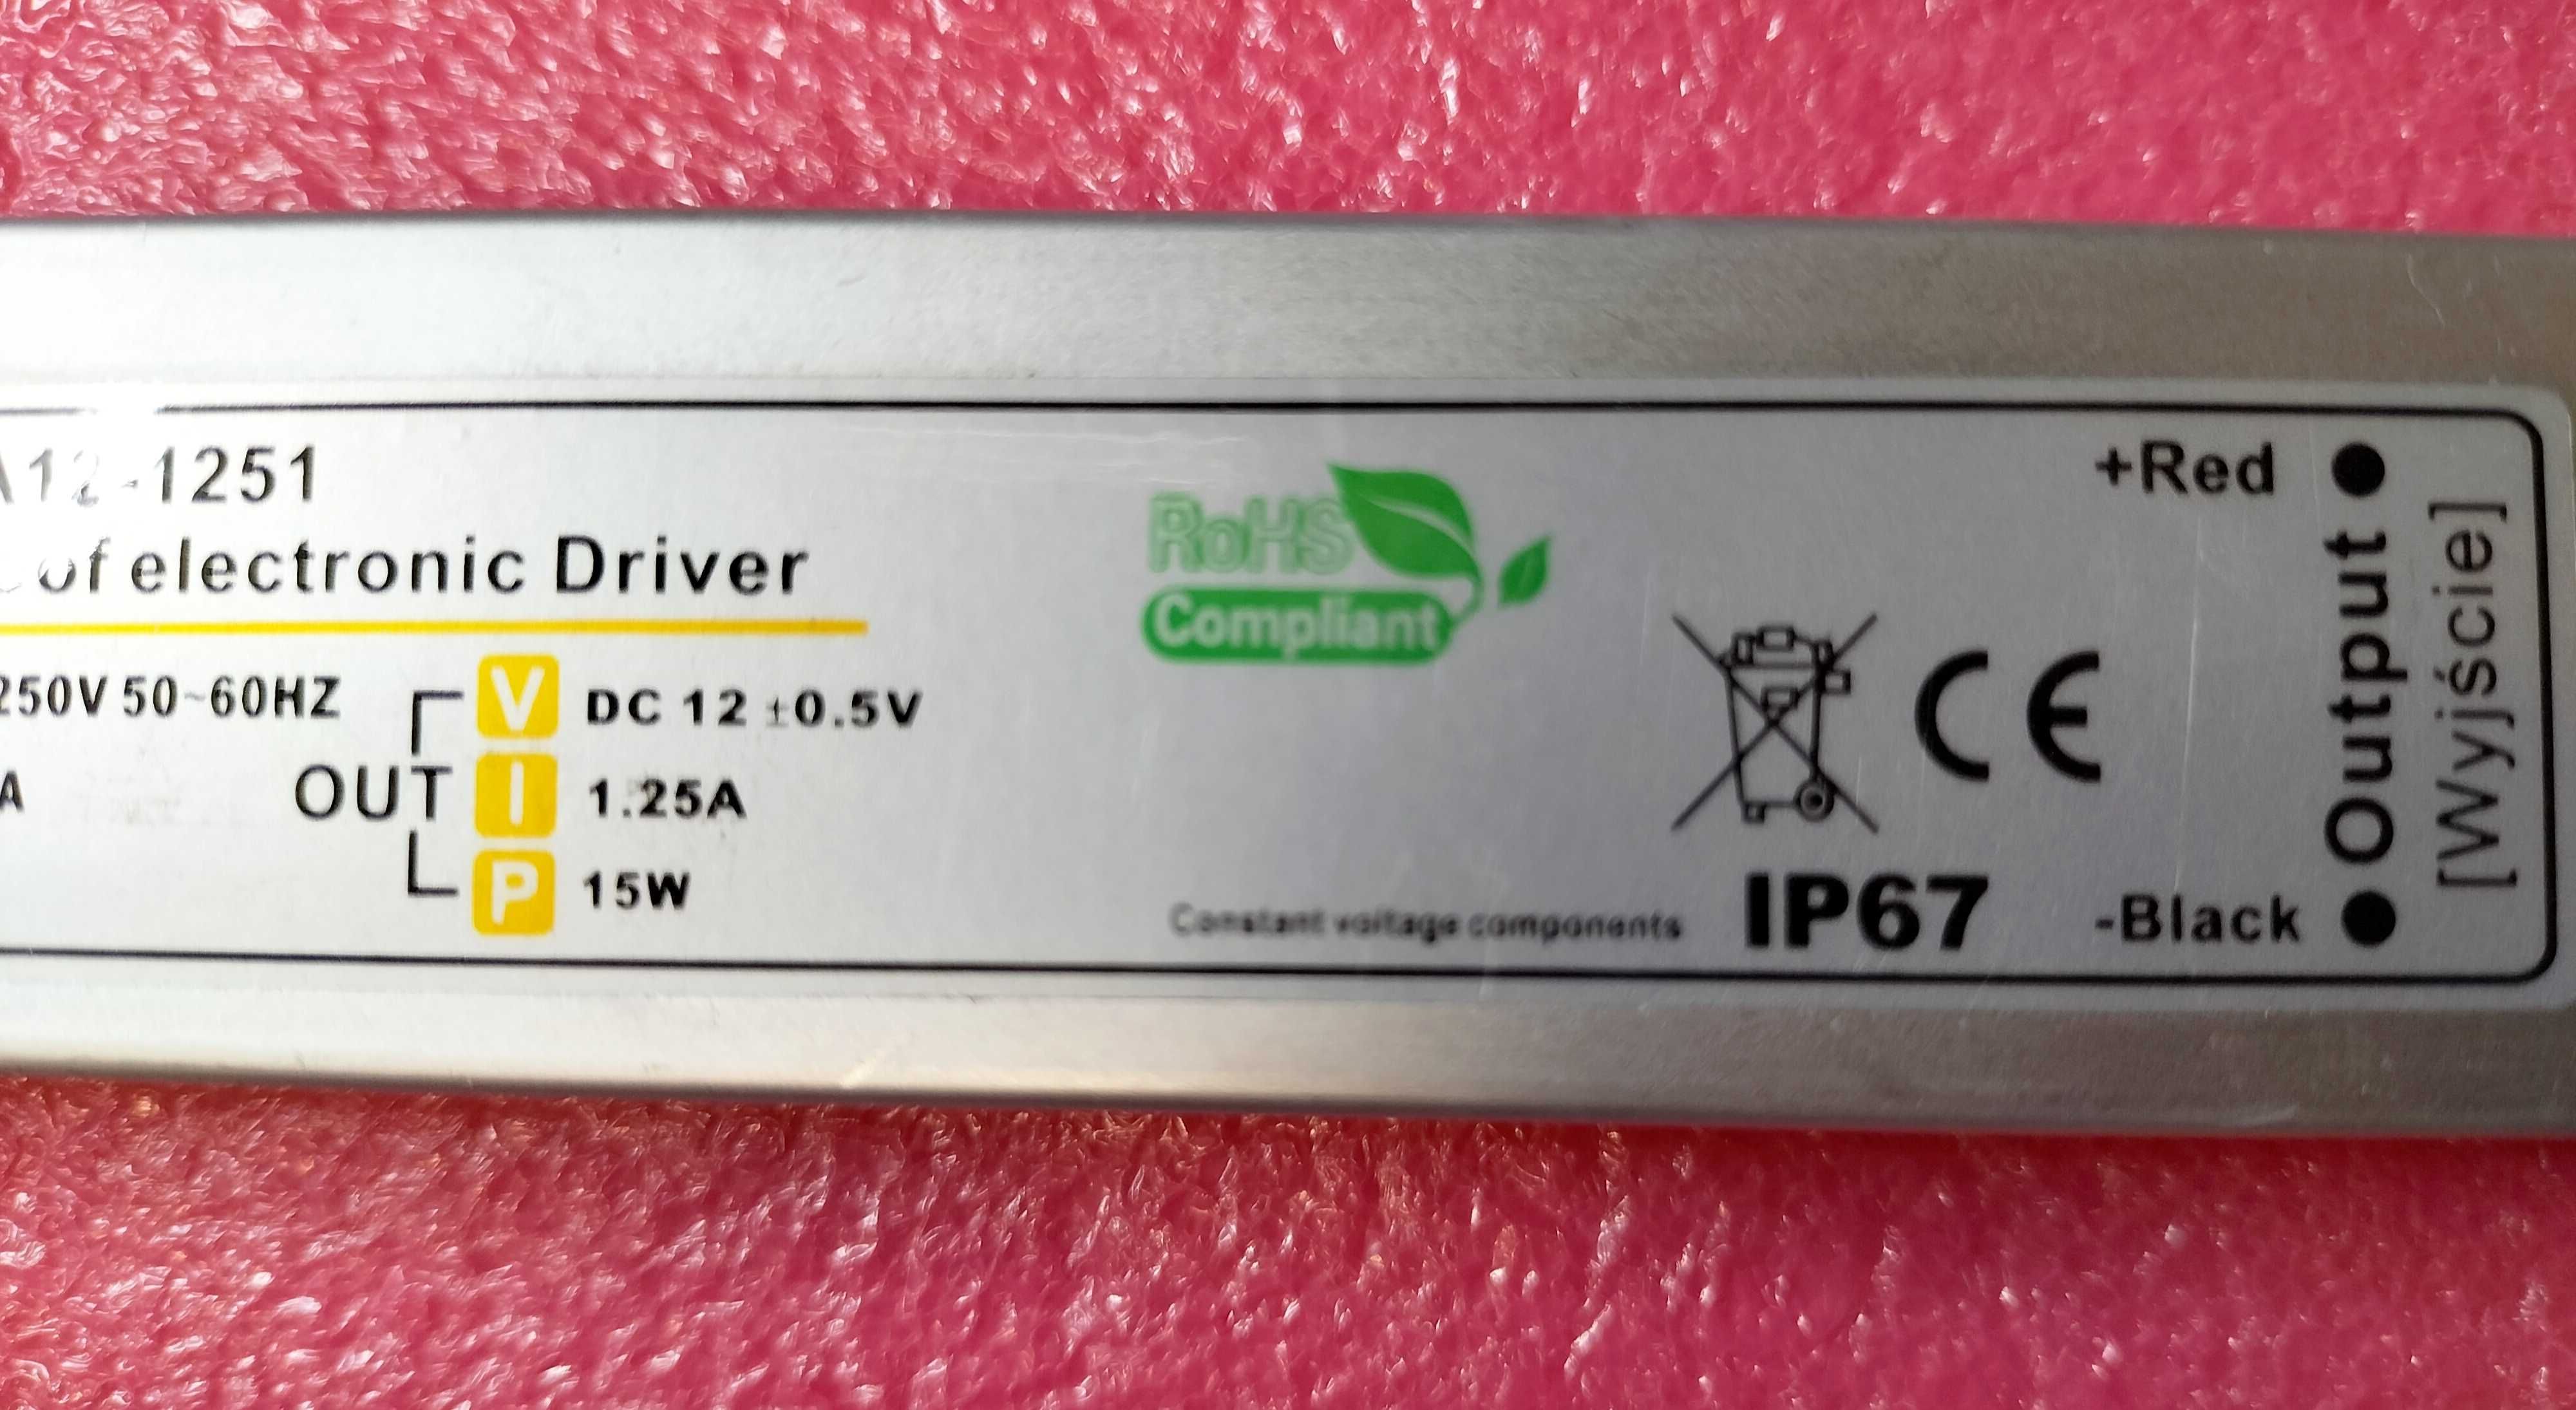 A12-1251
of electronic Driver
250V 50~60HZ
A
OUT
V DC 12 ±0.5V
I 1.25A
P 15W
RoHS
Compliant
Constant voltage components
CE
IP67
+Red
-Black
Output
[Wyjście]